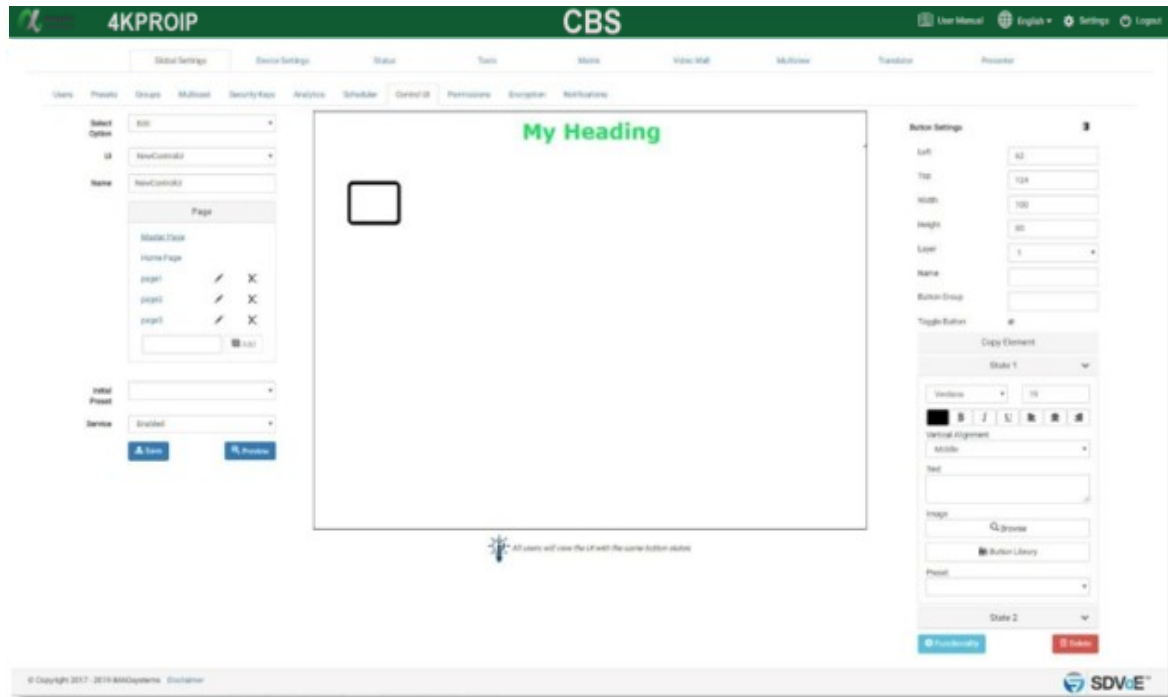 4KPROIP
CBS
User Manual English Settings Logout
Global Settings Device Settings Status Tools Matrix Video Wall Multiview Translator Presenter
Users Presets Groups Multicast Security Keys Analytics Scheduler Control UI Permissions Encryption Notifications
Select Option Edit
UI NewControlUI
Name NewControlUI
Page
Master Page
Home Page
page1
page2
page3
Add
Initial Preset
Service Enabled
Save Preview
My Heading
All users will view the UI with the same button states
Button Settings
Left 62
Top 124
Width 100
Height 80
Layer 1
Name
Button Group
Toggle Button
Copy Element
State 1
Verdana 19
B I U
Vertical Alignment
Middle
Text
Image
Browse
Button Library
Preset
State 2
Functionality Delete
© Copyright 2017 - 2019 Disclaimer
SDVoE